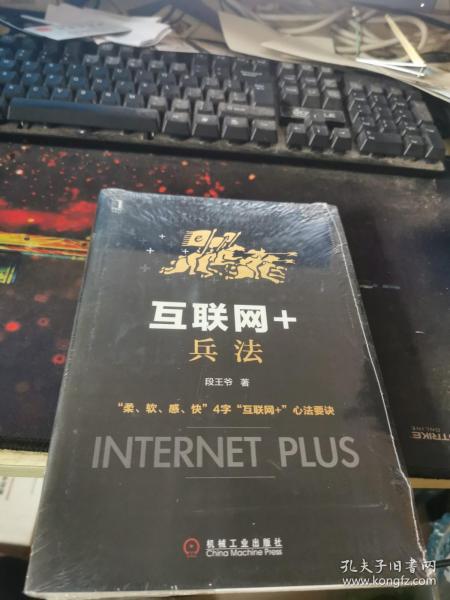 互联网+
兵法
段王爷 著
“柔、软、感、快”4字“互联网+”心法要诀
INTERNET PLUS
机械工业出版社
China Machine Press
TRIKE
ONLINE
孔夫子旧书网
www.kongfz.com